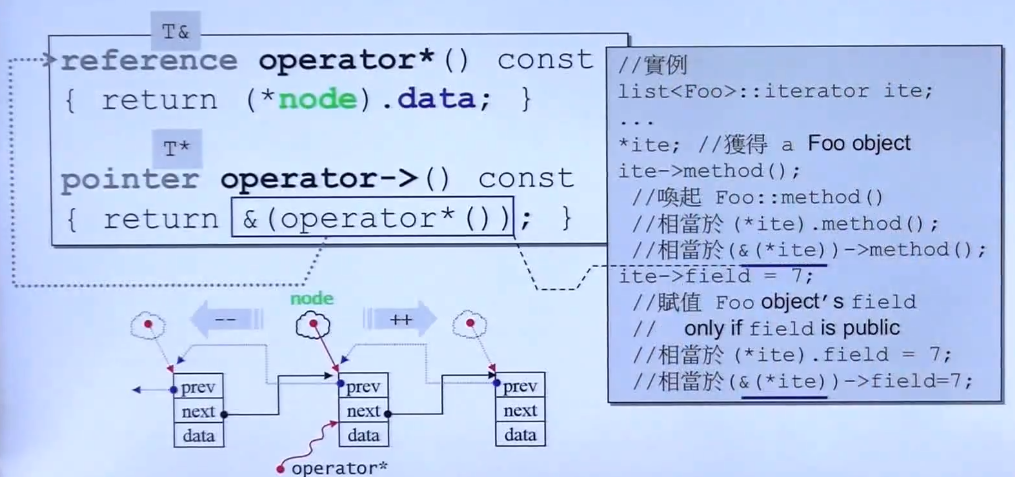 T&
reference operator*() const
{ return (*node).data; }
T*
pointer operator->() const
{ return &(operator*()); }
//實例
list<Foo>::iterator ite;
...
*ite; //獲得 a Foo object
ite->method();
//喚起 Foo::method()
//相當於 (*ite).method();
//相當於(&(*ite))->method();
ite->field = 7;
//賦值 Foo object's field
// only if field is public
//相當於 (*ite).field = 7;
//相當於(&(*ite))->field=7;
node
--
++
prev
next
data
prev
next
data
prev
next
data
operator*